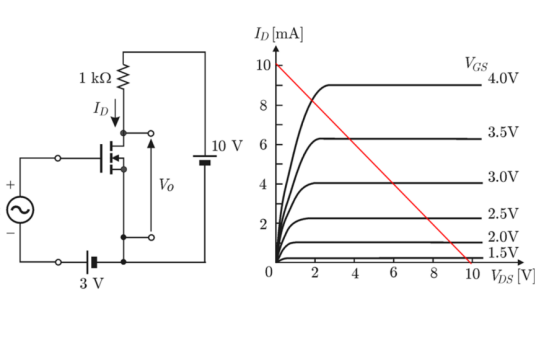 1 kΩ
I_D
10 V
V_o
+
−
3 V
I_D [mA]
10
8
6
4
2
0
2
4
6
8
10
V_DS [V]
V_GS
4.0V
3.5V
3.0V
2.5V
2.0V
1.5V